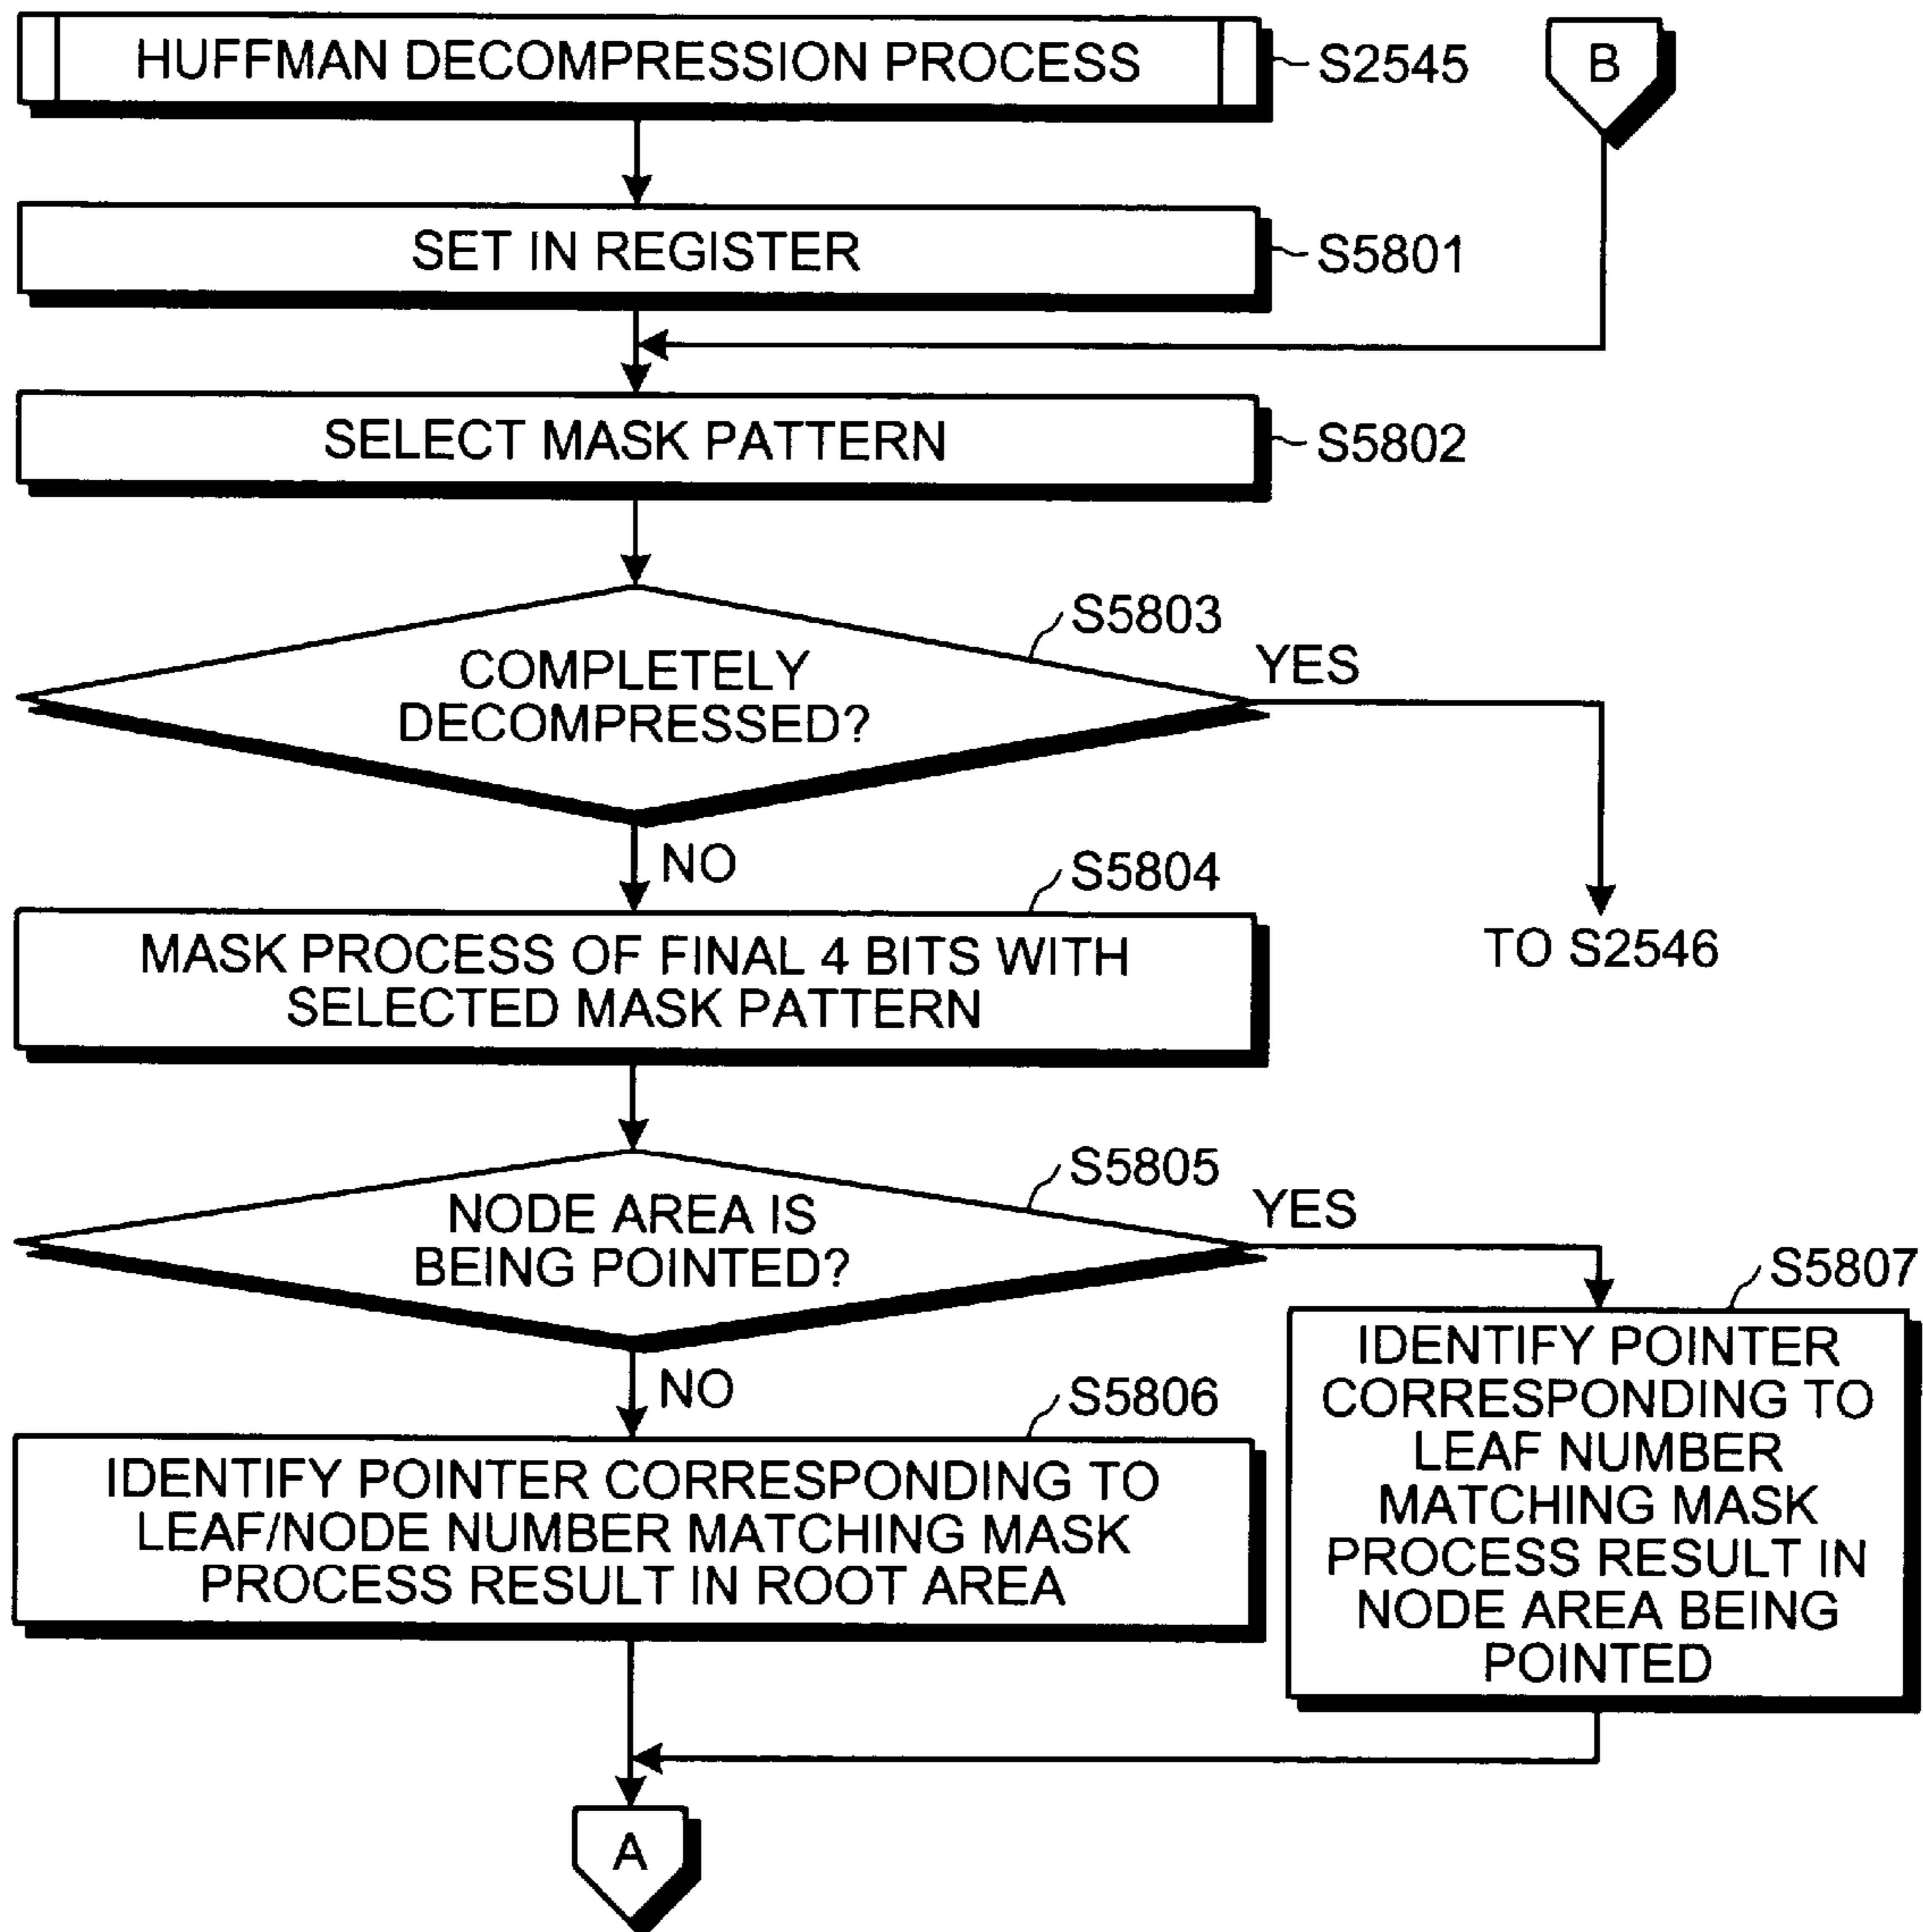 HUFFMAN DECOMPRESSION PROCESS
S2545
B
SET IN REGISTER
S5801
SELECT MASK PATTERN
S5802
S5803
COMPLETELY
DECOMPRESSED?
YES
NO
TO S2546
S5804
MASK PROCESS OF FINAL 4 BITS WITH
SELECTED MASK PATTERN
S5805
NODE AREA IS
BEING POINTED?
YES
NO
S5806
IDENTIFY POINTER CORRESPONDING TO
LEAF/NODE NUMBER MATCHING MASK
PROCESS RESULT IN ROOT AREA
S5807
IDENTIFY POINTER
CORRESPONDING TO
LEAF NUMBER
MATCHING MASK
PROCESS RESULT IN
NODE AREA BEING
POINTED
A